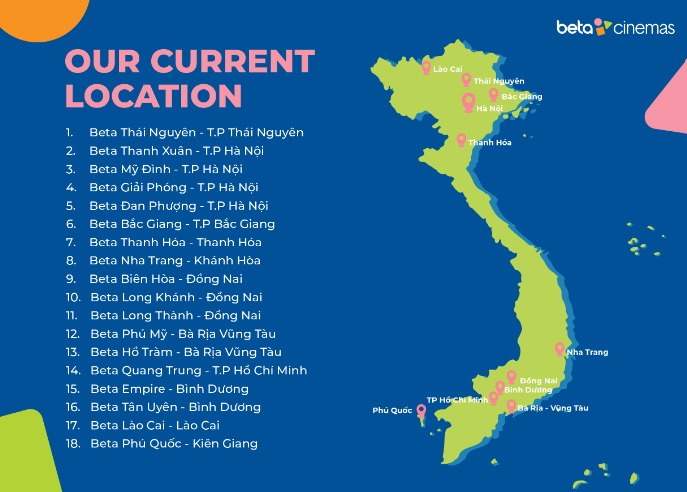 beta cinemas
OUR CURRENT
LOCATION
1. Beta Thái Nguyên - T.P Thái Nguyên
2. Beta Thanh Xuân - T.P Hà Nội
3. Beta Mỹ Đình - T.P Hà Nội
4. Beta Giải Phóng - T.P Hà Nội
5. Beta Đan Phượng - T.P Hà Nội
6. Beta Bắc Giang - T.P Bắc Giang
7. Beta Thanh Hóa - Thanh Hóa
8. Beta Nha Trang - Khánh Hòa
9. Beta Biên Hòa - Đồng Nai
10. Beta Long Khánh - Đồng Nai
11. Beta Long Thành - Đồng Nai
12. Beta Phú Mỹ - Bà Rịa Vũng Tàu
13. Beta Hồ Tràm - Bà Rịa Vũng Tàu
14. Beta Quang Trung - T.P Hồ Chí Minh
15. Beta Empire - Bình Dương
16. Beta Tân Uyên - Bình Dương
17. Beta Lào Cai - Lào Cai
18. Beta Phú Quốc - Kiên Giang
Lào Cai
Thái Nguyên
Bắc Giang
Hà Nội
Thanh Hóa
Nha Trang
Đồng Nai
Bình Dương
TP Hồ Chí Minh
Bà Rịa - Vũng Tàu
Phú Quốc